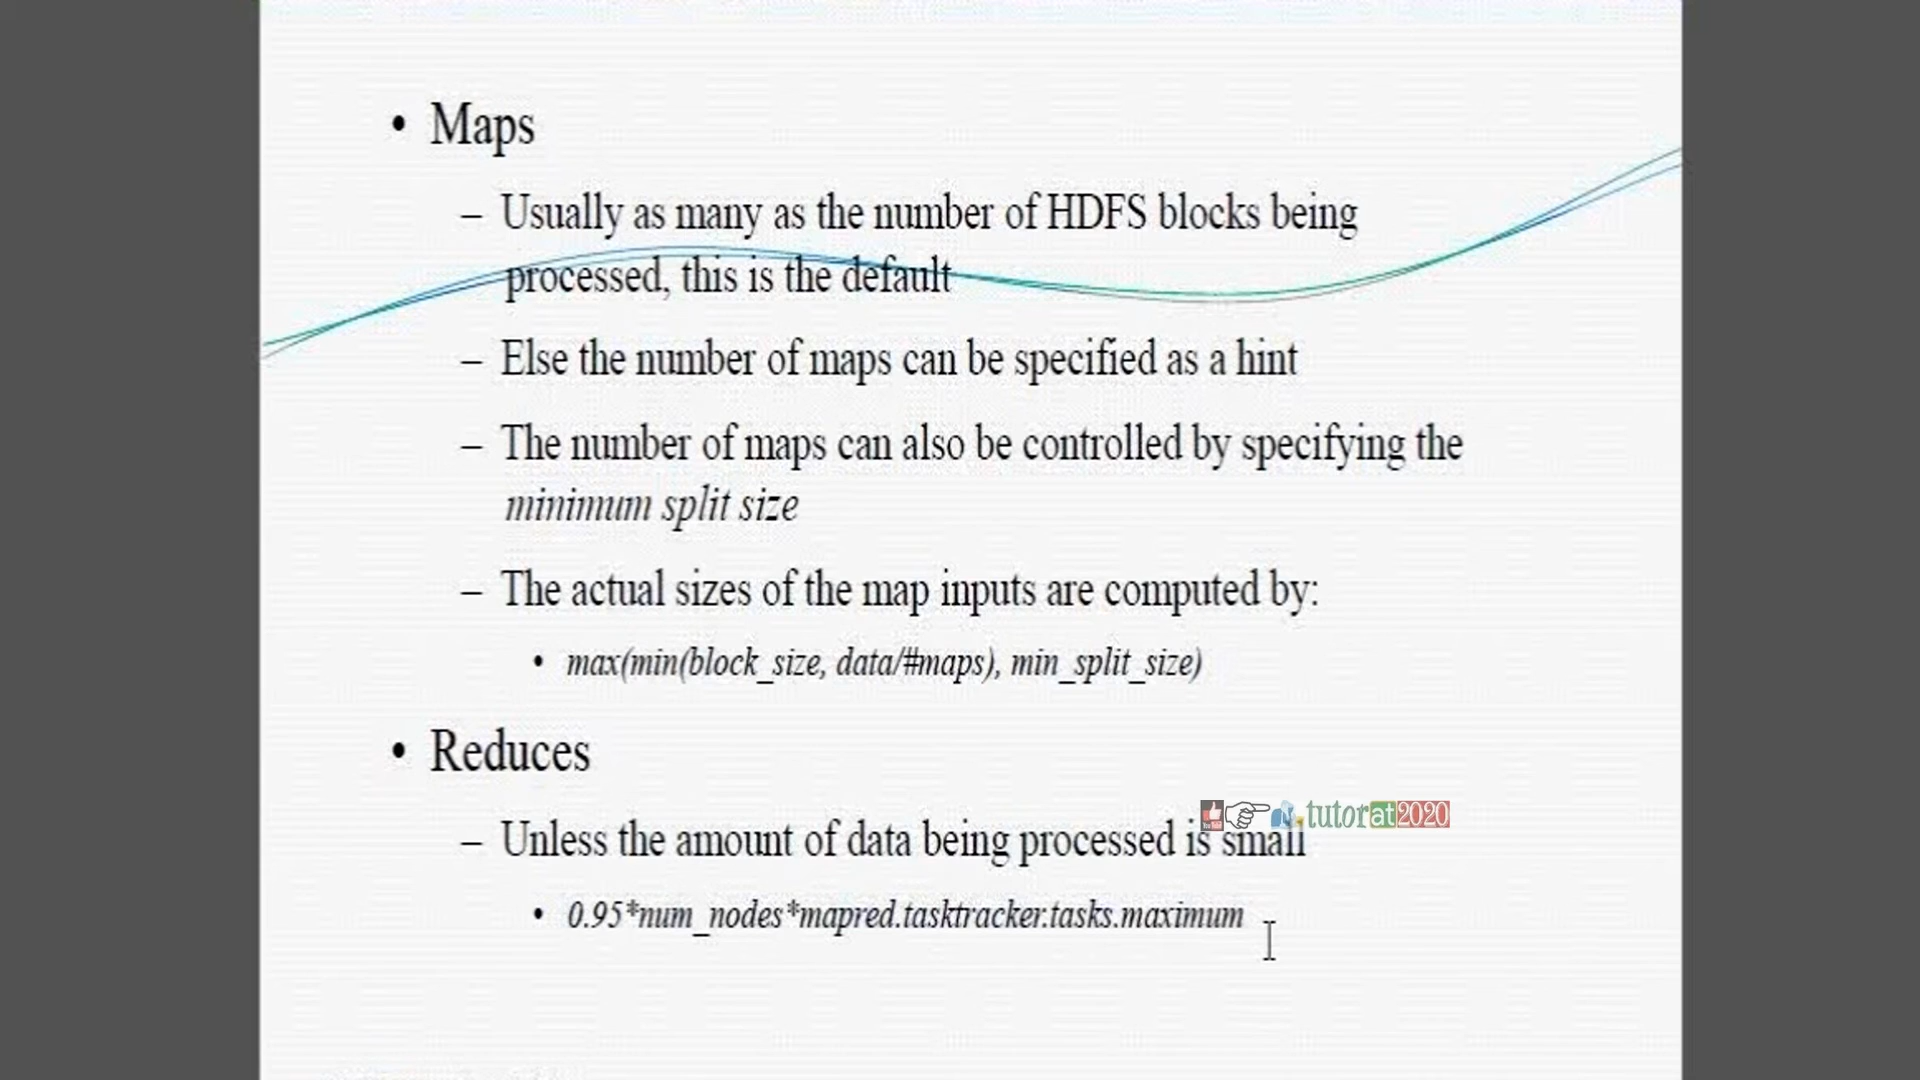 • Maps
– Usually as many as the number of HDFS blocks being
processed, this is the default
– Else the number of maps can be specified as a hint
– The number of maps can also be controlled by specifying the
minimum split size
– The actual sizes of the map inputs are computed by:
• max(min(block_size, data/#maps), min_split_size)
• Reduces
tutorat2020
– Unless the amount of data being processed is small
• 0.95*num_nodes*mapred.tasktracker.tasks.maximum